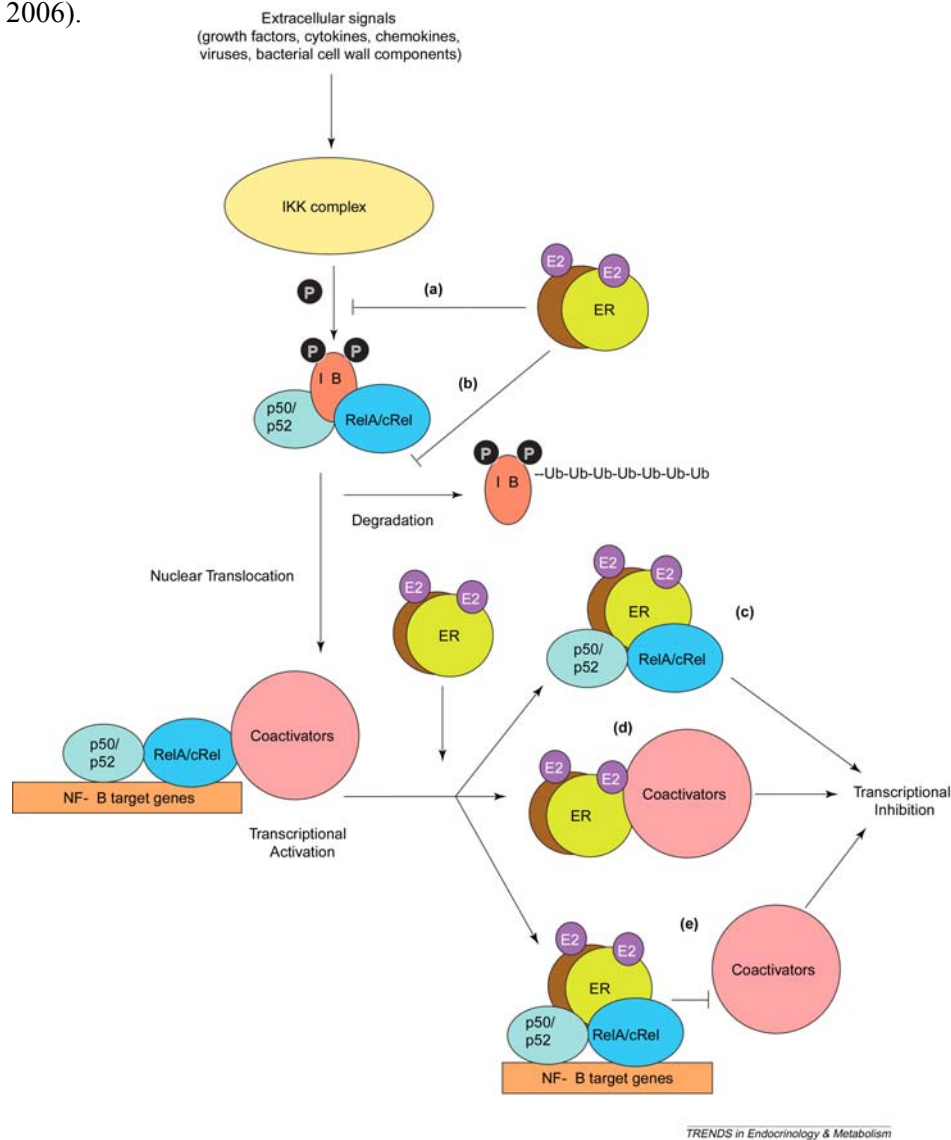 2006).
Extracellular signals
(growth factors, cytokines, chemokines,
viruses, bacterial cell wall components)
IKK complex
E2
E2
ER
P
(a)
P
P
I B
p50/
p52
RelA/cRel
(b)
P
P
I B
--Ub-Ub-Ub-Ub-Ub-Ub-Ub
Degradation
Nuclear Translocation
E2
E2
ER
E2
E2
ER
p50/
p52
RelA/cRel
(c)
p50/
p52
RelA/cRel
Coactivators
NF- B target genes
Transcriptional
Activation
(d)
E2
E2
ER
Coactivators
Transcriptional
Inhibition
(e)
E2
E2
ER
p50/
p52
RelA/cRel
NF- B target genes
Coactivators
TRENDS in Endocrinology & Metabolism